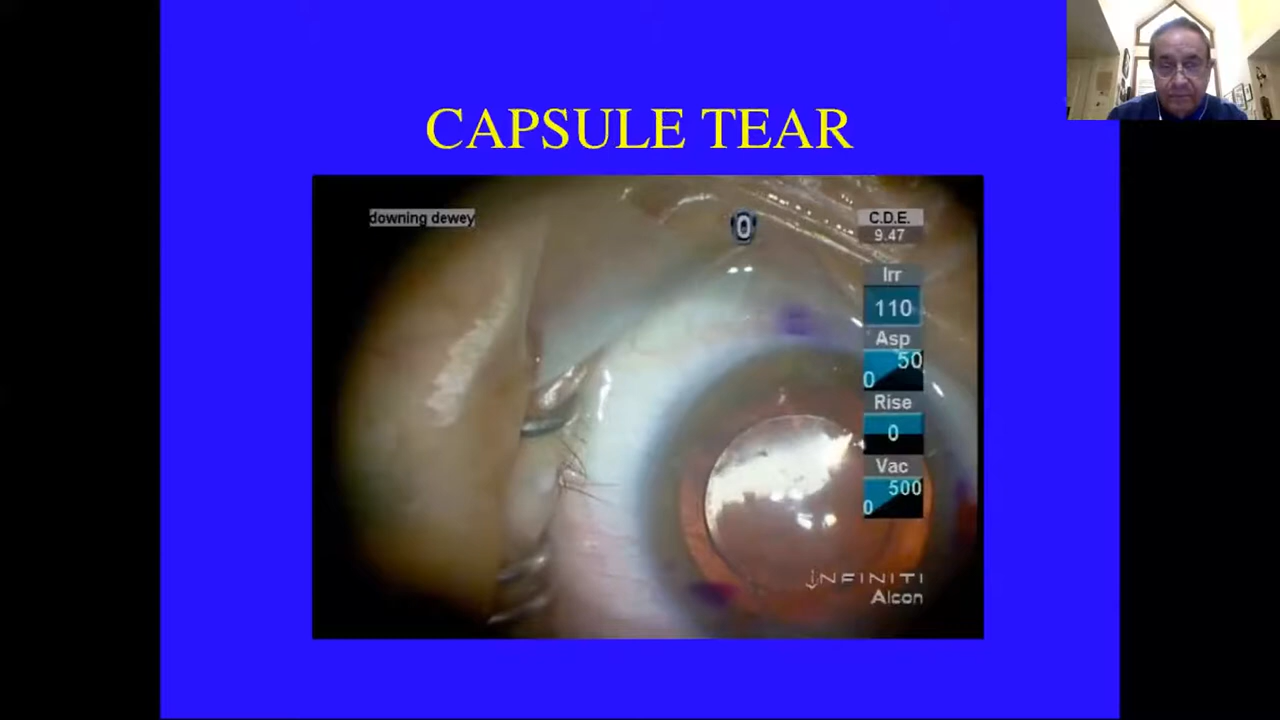 CAPSULE TEAR
downing dewey
0
C.D.E.
9.47
Irr
110
Asp
50
0
Rise
0
Vac
500
0
INFINITI
Alcon